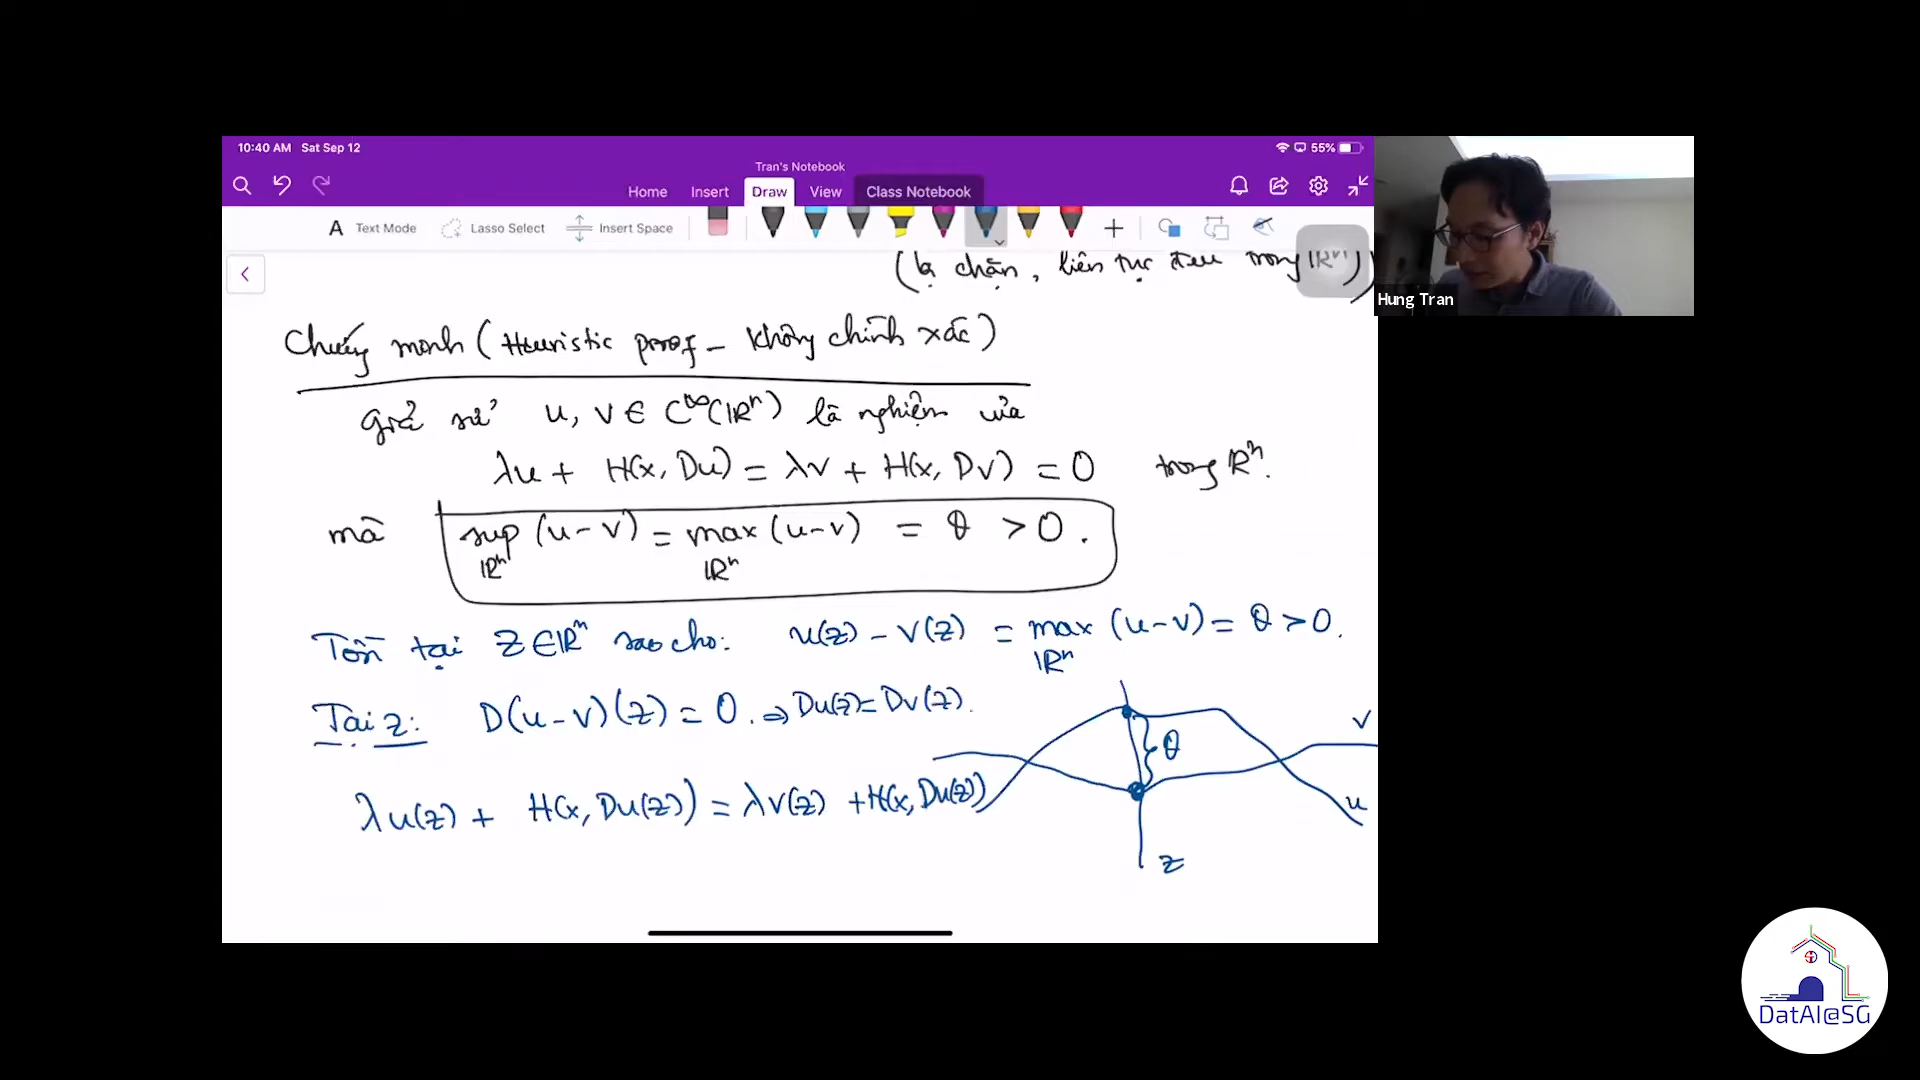 10:40 AM Sat Sep 12
55%
Tran's Notebook
Home Insert Draw View Class Notebook
A Text Mode Lasso Select Insert Space
(bị chặn, liên tục đều trong ℝⁿ)
Hung Tran
Chứng minh (Heuristic proof - không chính xác)
Giả sử u, v ∈ C^∞(ℝⁿ) là nghiệm của
λu + H(x, Du) = λv + H(x, Dv) = 0 trong ℝⁿ.
mà sup (u-v) = max (u-v) = θ > 0.
ℝⁿ ℝⁿ
Tồn tại z ∈ ℝⁿ sao cho: u(z) - v(z) = max (u-v) = θ > 0.
ℝⁿ
Tại z: D(u-v)(z) = 0. ⇒ Du(z) = Dv(z).
v
θ
λu(z) + H(x, Du(z)) = λv(z) + H(x, Du(z))
u
z
DatAI@SG